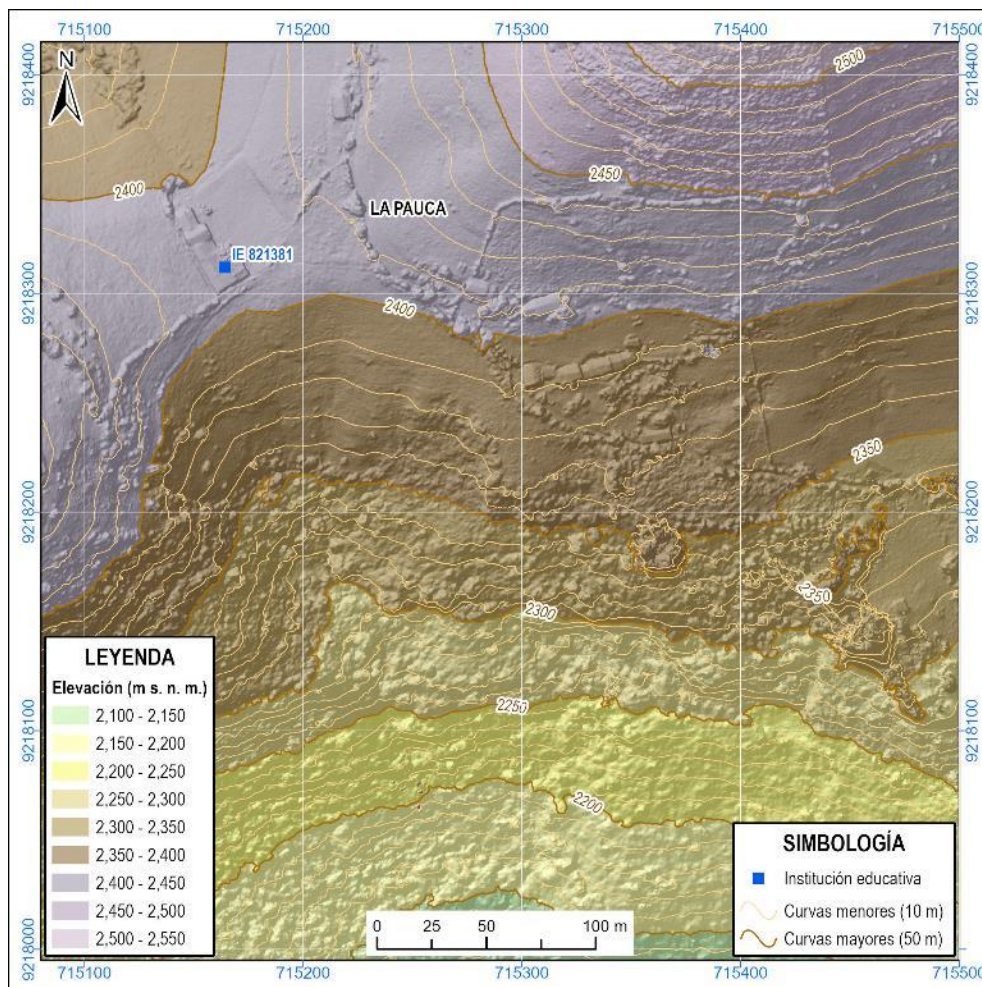 715100 715200 715300 715400 715500
9218400
9218400
N
2500
2450
2400
LA PAUCA
IE 821381
9218300
9218300
2400
2350
9218200
9218200
2350
2300
2250
9218100
9218100
2200
LEYENDA
Elevación (m s. n. m.)
2,100 - 2,150
2,150 - 2,200
2,200 - 2,250
2,250 - 2,300
2,300 - 2,350
2,350 - 2,400
2,400 - 2,450
2,450 - 2,500
2,500 - 2,550
0 25 50 100 m
SIMBOLOGÍA
Institución educativa
Curvas menores (10 m)
Curvas mayores (50 m)
9218000
9218000
715100 715200 715300 715400 715500